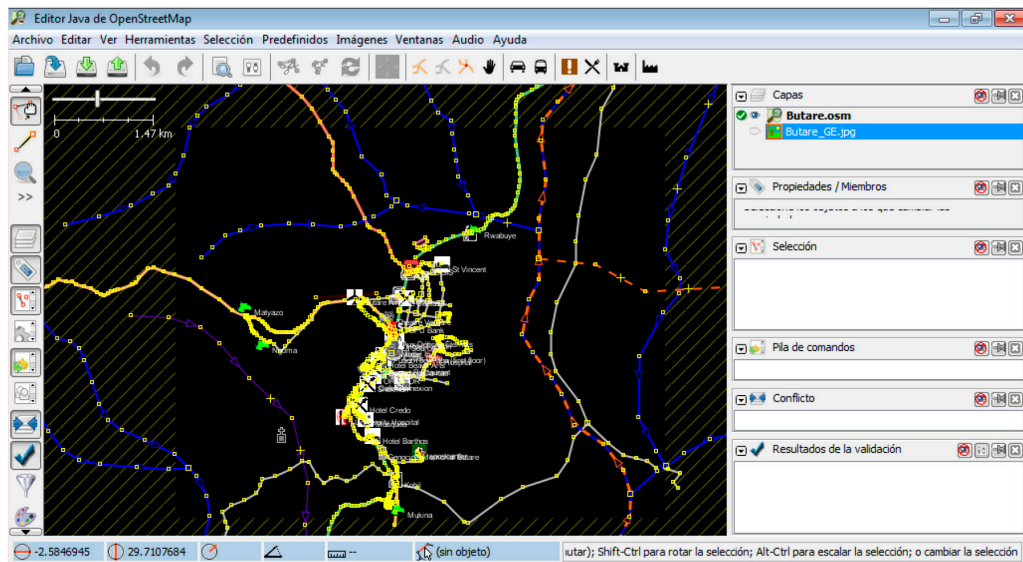 Editor Java de OpenStreetMap
Archivo Editar Ver Herramientas Selección Predefinidos Imágenes Ventanas Audio Ayuda
0 1.47 km
>>
Rwabuye
St Vincent
Matyazo
Ngoma
Hotel Credo
Hotel Barthos
Mukina
Capas
Butare.osm
Butare_GE.jpg
Propiedades / Miembros
Selección
Pila de comandos
Conflicto
Resultados de la validación
-2.5846945 29.7107684 -- (sin objeto) utar); Shift-Ctrl para rotar la selección; Alt-Ctrl para escalar la selección; o cambiar la selección